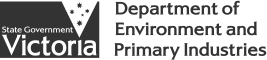 State Government
Victoria
Department of
Environment and
Primary Industries